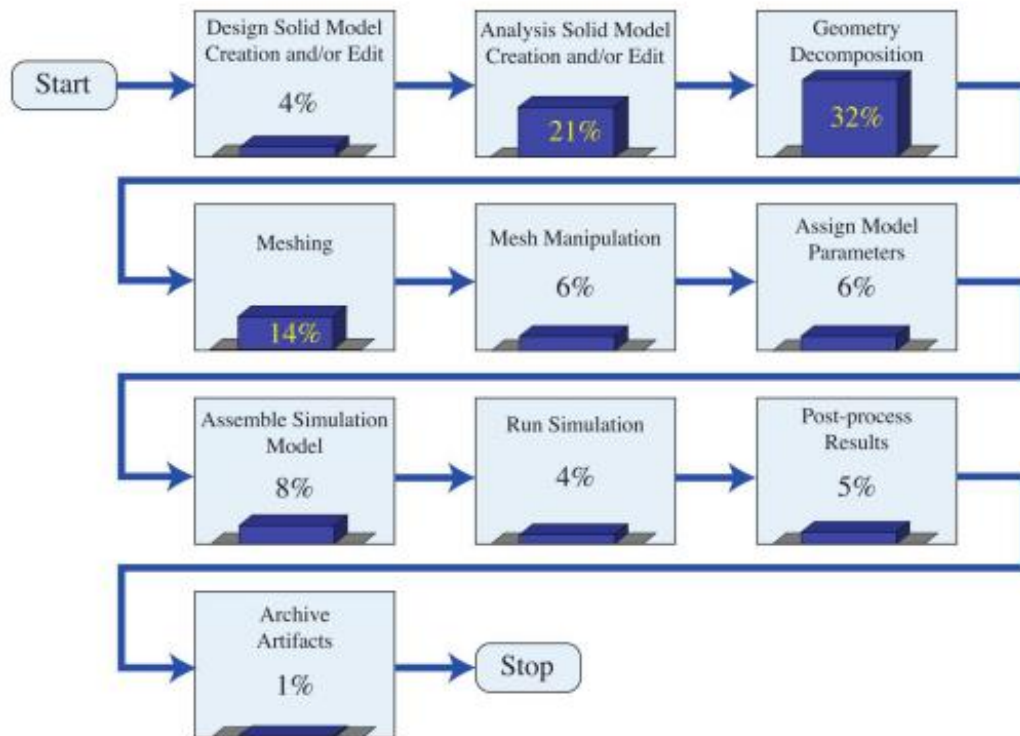 Start
Design Solid Model
Creation and/or Edit
4%
Analysis Solid Model
Creation and/or Edit
21%
Geometry
Decomposition
32%
Meshing
14%
Mesh Manipulation
6%
Assign Model
Parameters
6%
Assemble Simulation
Model
8%
Run Simulation
4%
Post-process
Results
5%
Archive
Artifacts
1%
Stop